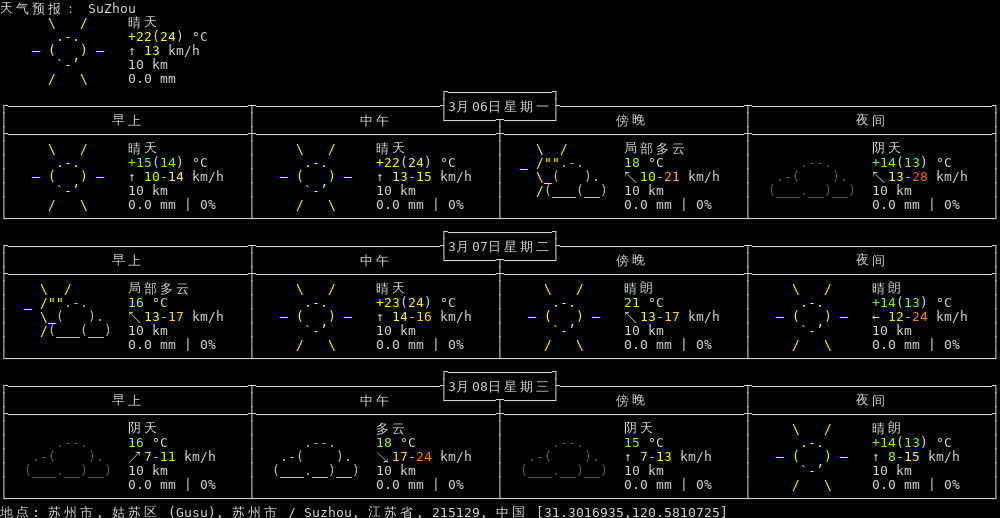 天气预报: SuZhou
晴天
+22(24) °C
↑ 13 km/h
10 km
0.0 mm
3月06日星期一
早上 中午 傍晚 夜间
晴天 晴天 局部多云 阴天
+15(14) °C +22(24) °C 18 °C +14(13) °C
↑ 10-14 km/h ↑ 13-15 km/h ↖ 10-21 km/h ↖ 13-28 km/h
10 km 10 km 10 km 10 km
0.0 mm | 0% 0.0 mm | 0% 0.0 mm | 0% 0.0 mm | 0%
3月07日星期二
早上 中午 傍晚 夜间
局部多云 晴天 晴朗 晴朗
16 °C +23(24) °C 21 °C +14(13) °C
↖ 13-17 km/h ↑ 14-16 km/h ↖ 13-17 km/h ← 12-24 km/h
10 km 10 km 10 km 10 km
0.0 mm | 0% 0.0 mm | 0% 0.0 mm | 0% 0.0 mm | 0%
3月08日星期三
早上 中午 傍晚 夜间
阴天 多云 阴天 晴朗
16 °C 18 °C 15 °C +14(13) °C
↗ 7-11 km/h ↘ 17-24 km/h ↑ 7-13 km/h ↑ 8-15 km/h
10 km 10 km 10 km 10 km
0.0 mm | 0% 0.0 mm | 0% 0.0 mm | 0% 0.0 mm | 0%
地点: 苏州市, 姑苏区 (Gusu), 苏州市 / Suzhou, 江苏省, 215129, 中国 [31.3016935,120.5810725]